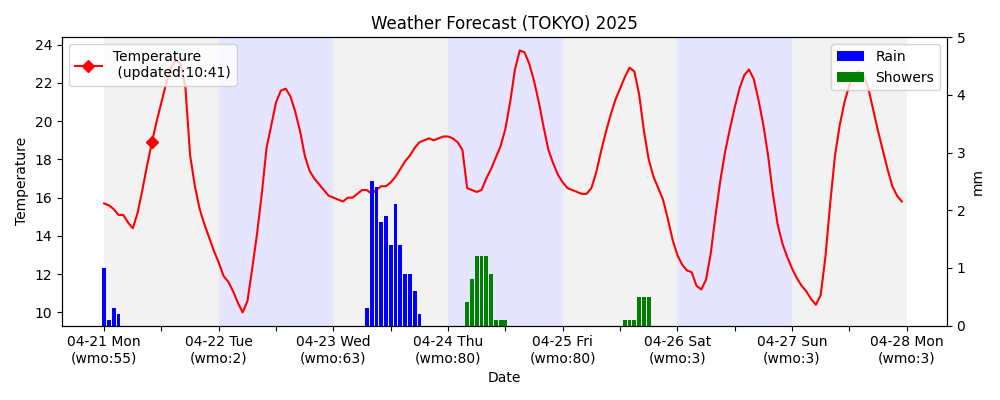 Weather Forecast (TOKYO) 2025
Temperature
(updated:10:41)
Rain
Showers
24
22
20
18
16
14
12
10
Temperature
5
4
3
2
1
0
mm
04-21 Mon
(wmo:55)
04-22 Tue
(wmo:2)
04-23 Wed
(wmo:63)
04-24 Thu
(wmo:80)
04-25 Fri
(wmo:80)
04-26 Sat
(wmo:3)
04-27 Sun
(wmo:3)
04-28 Mon
(wmo:3)
Date